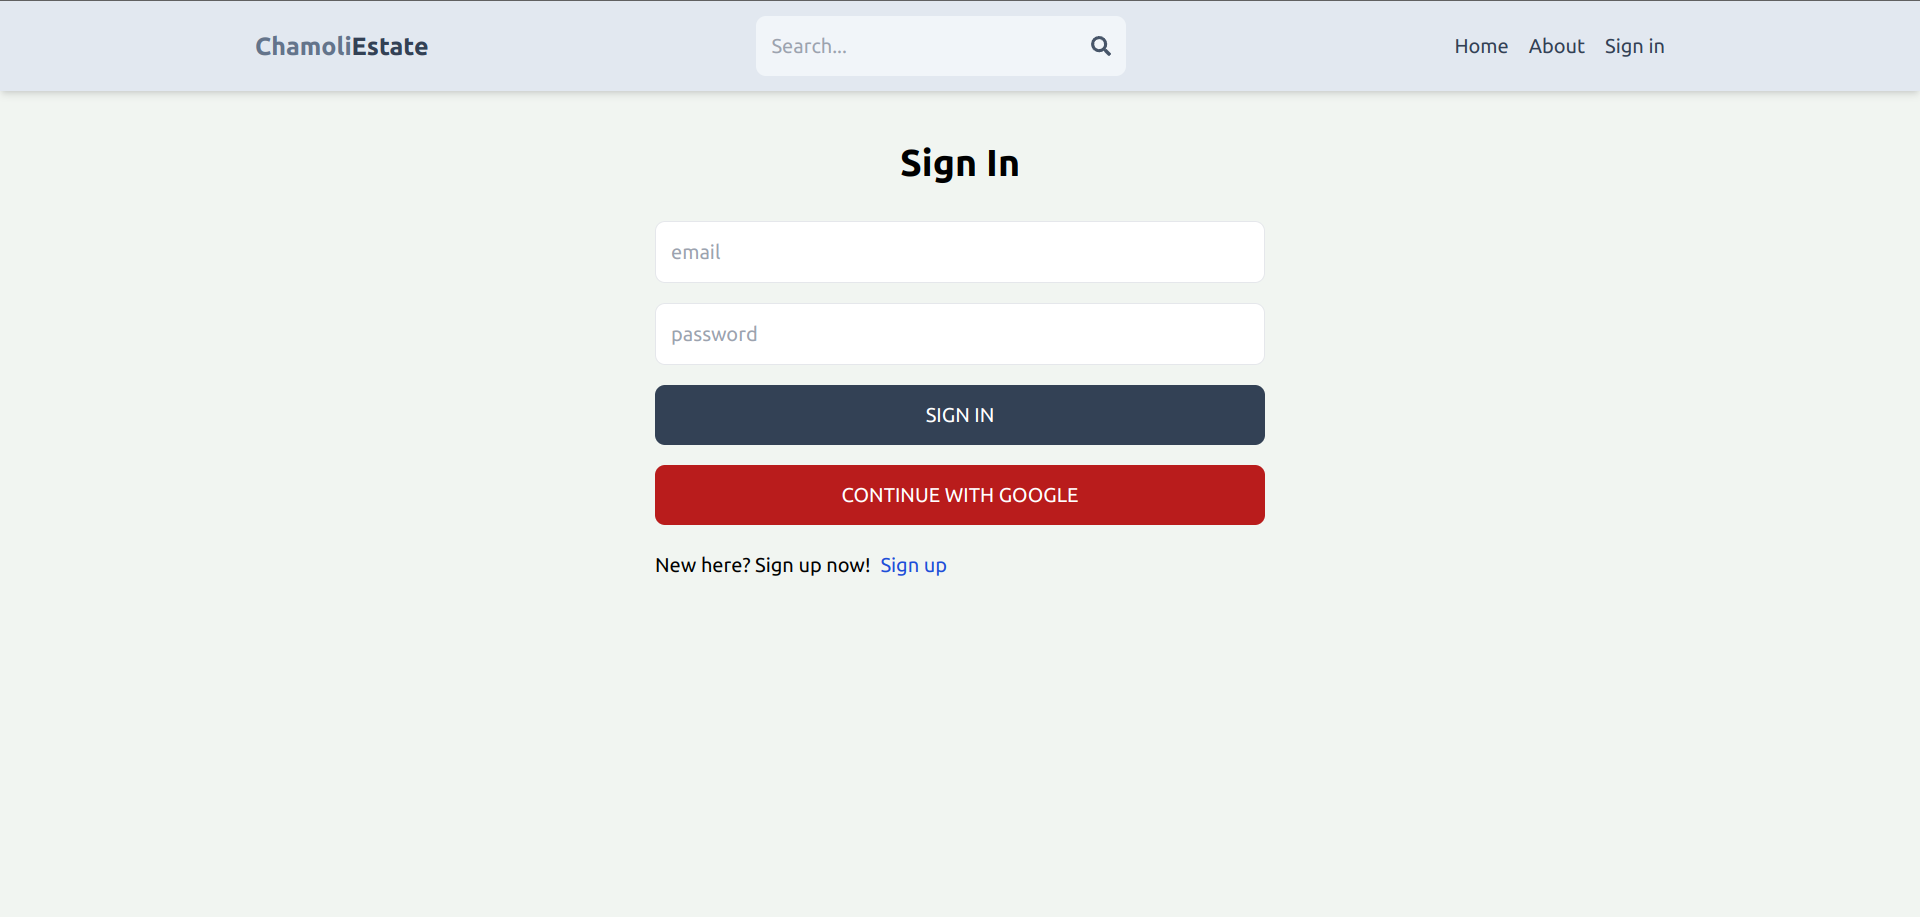 ChamoliEstate
Search...
Home About Sign in
Sign In
email
password
SIGN IN
CONTINUE WITH GOOGLE
New here? Sign up now! Sign up